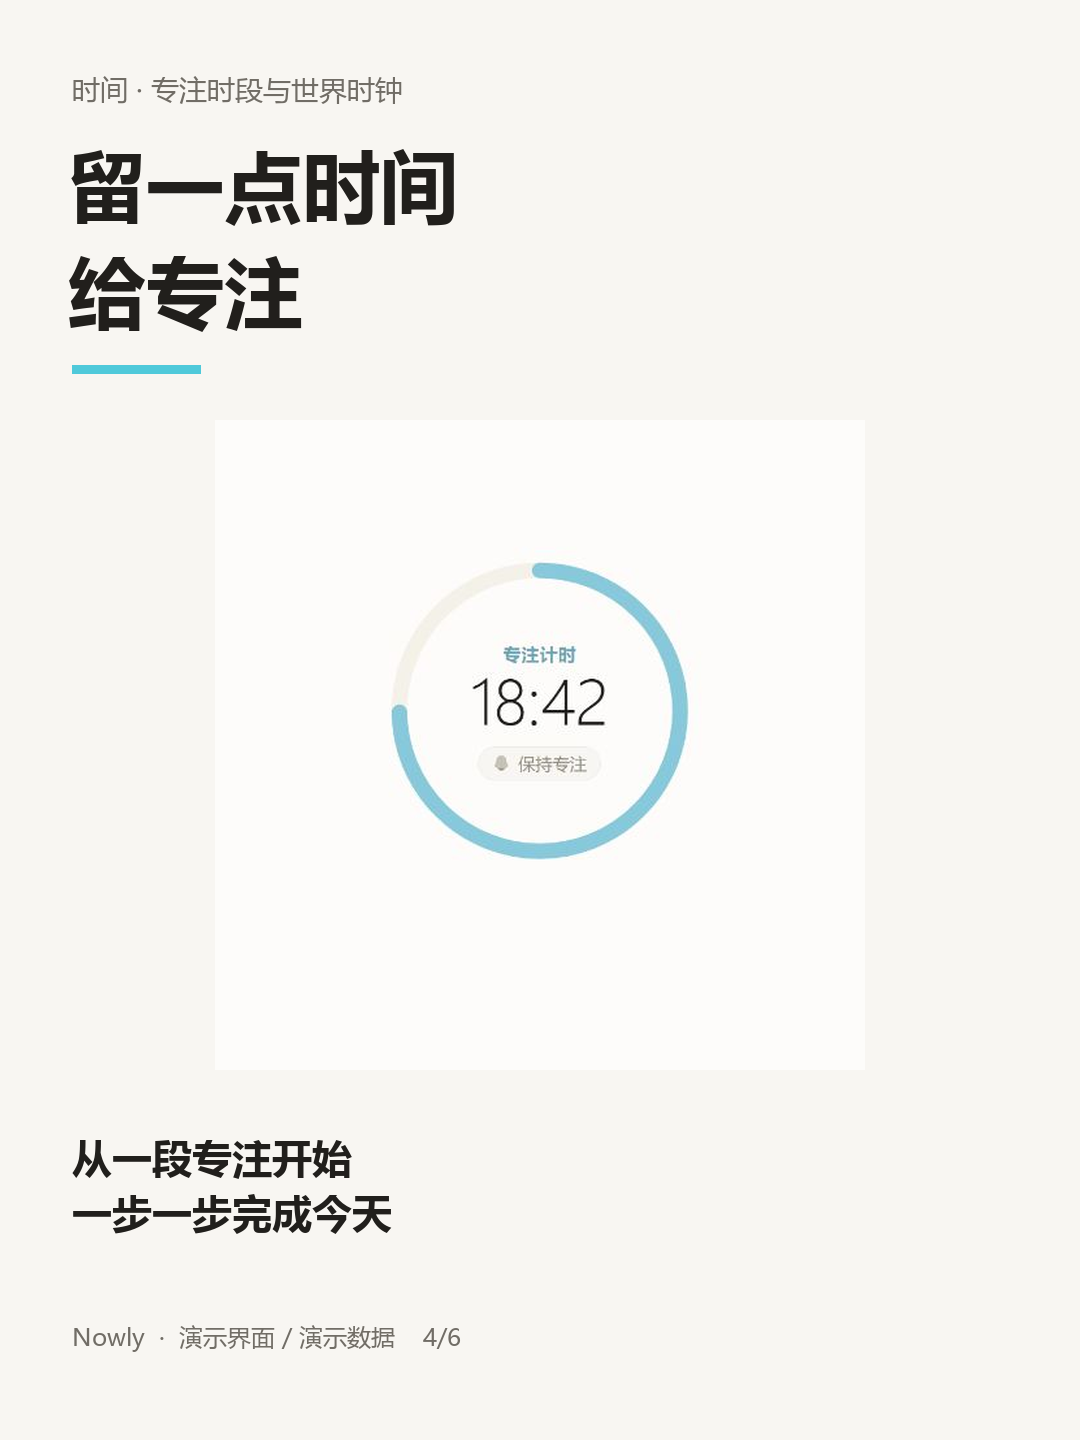 时间 · 专注时段与世界时钟
留一点时间
给专注
专注计时
18:42
保持专注
从一段专注开始
一步一步完成今天
Nowly · 演示界面 / 演示数据 4/6